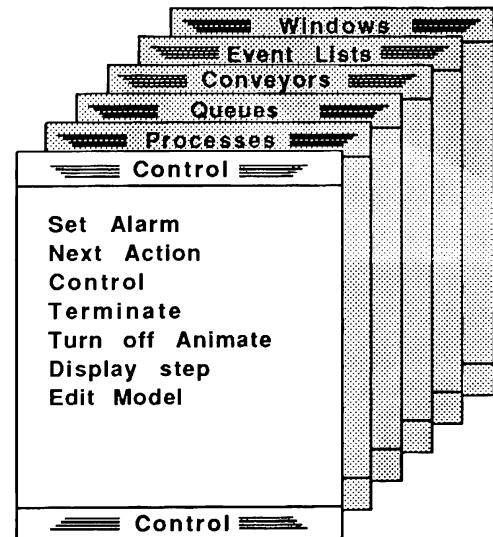 Windows
Event Lists
Conveyors
Queues
Processes
Control
Set Alarm
Next Action
Control
Terminate
Turn off Animate
Display step
Edit Model
Control